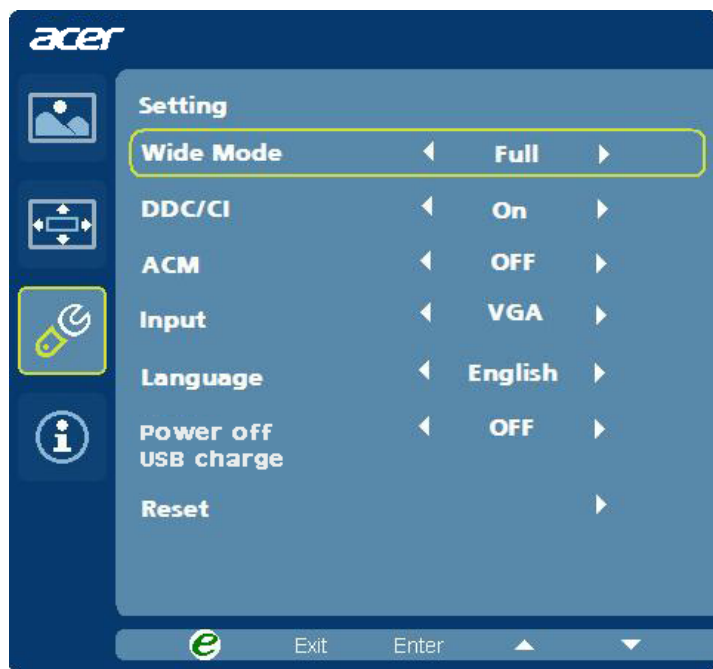 acer
Setting
Wide Mode Full
DDC/CI On
ACM OFF
Input VGA
Language English
Power off OFF
USB charge
Reset
e Exit Enter